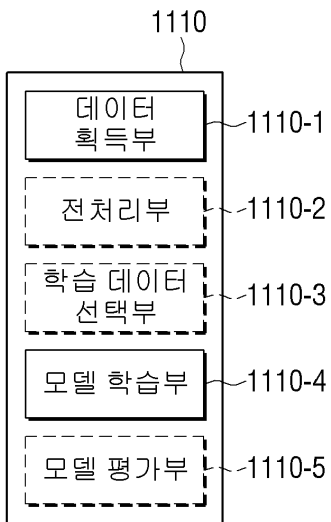 1110
데이터
획득부
1110-1
전처리부
1110-2
학습 데이터
선택부
1110-3
모델 학습부
1110-4
모델 평가부
1110-5